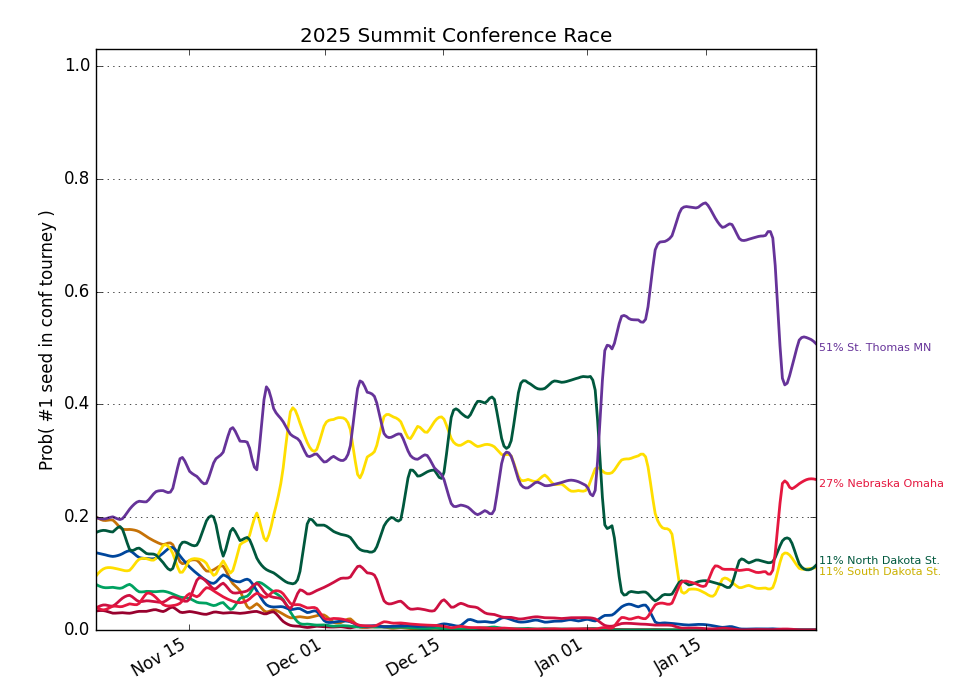 2025 Summit Conference Race
Prob( #1 seed in conf tourney )
1.0
0.8
0.6
0.4
0.2
0.0
51% St. Thomas MN
27% Nebraska Omaha
11% North Dakota St.
11% South Dakota St.
Nov 15
Dec 01
Dec 15
Jan 01
Jan 15